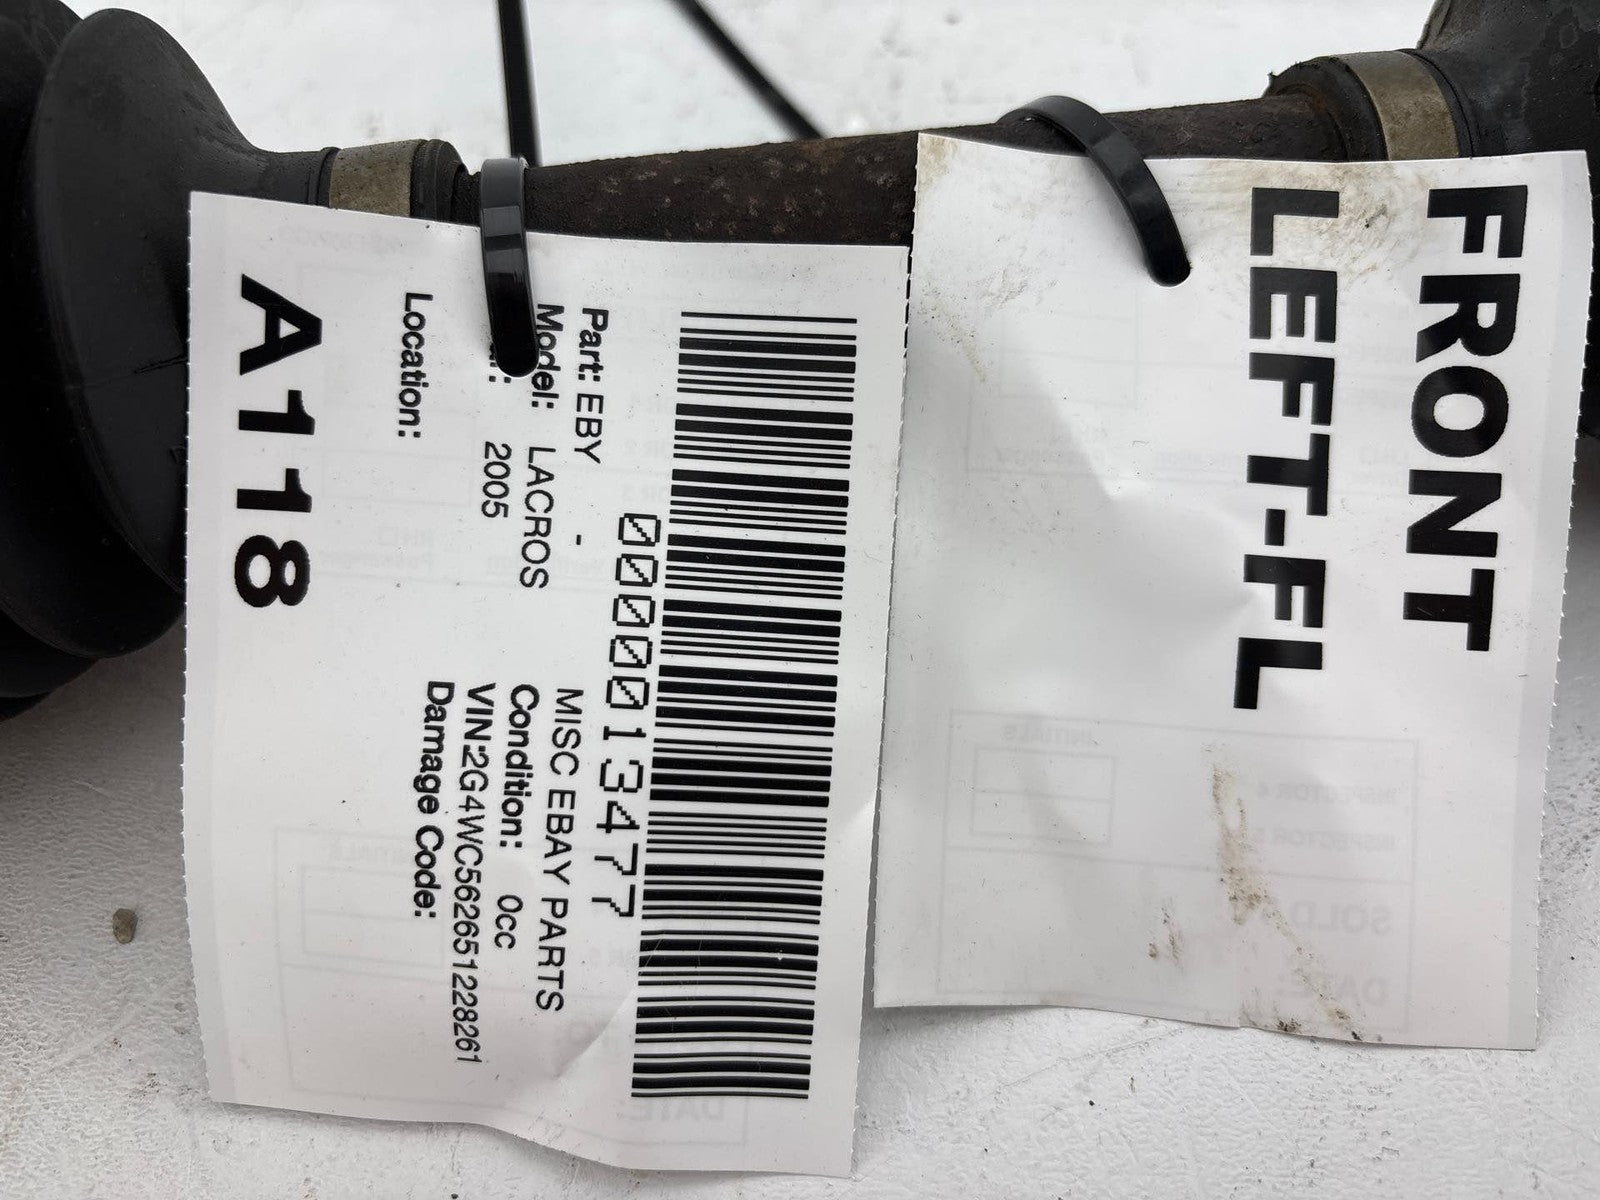 FRONT
LEFT-FL
0000013477
Part: EBY - MISC EBAY PARTS
Model: LACROS Condition: 0cc
2005 VIN:2G4WC562651228261
Location: Damage Code:
A118